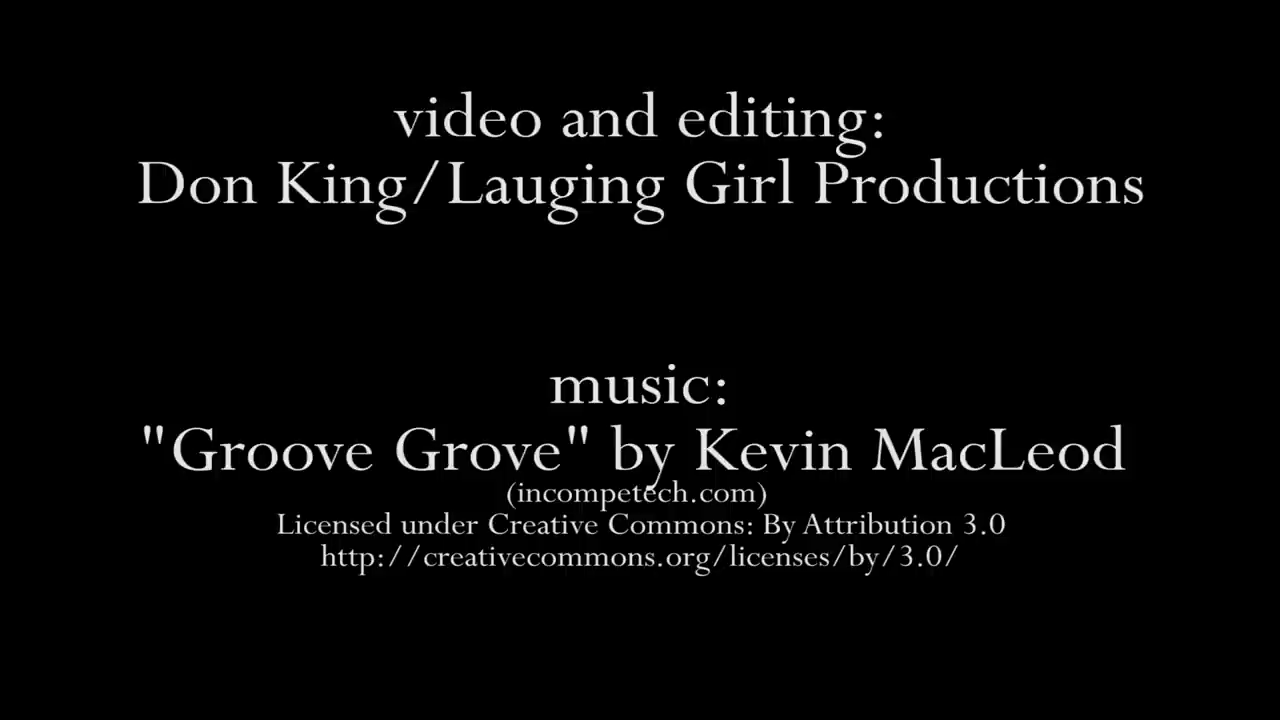 video and editing:
Don King/Lauging Girl Productions
music:
"Groove Grove" by Kevin MacLeod
(incompetech.com)
Licensed under Creative Commons: By Attribution 3.0
http://creativecommons.org/licenses/by/3.0/